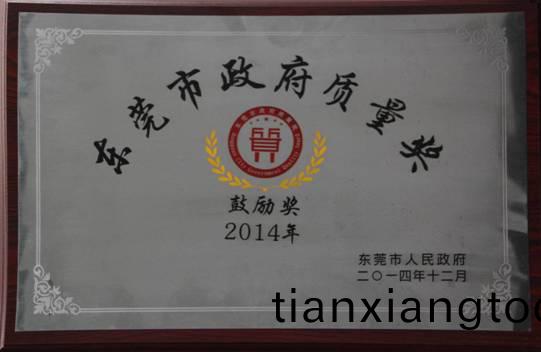 东莞市政府质量奖
鼓励奖
2014年
东莞市人民政府
二〇一四年十二月
tianxiangtoo